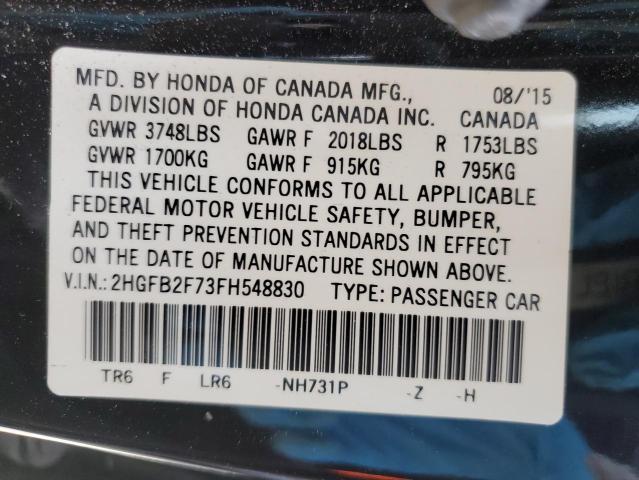 MFD. BY HONDA OF CANADA MFG., 08/'15
A DIVISION OF HONDA CANADA INC. CANADA
GVWR 3748LBS GAWR F 2018LBS R 1753LBS
GVWR 1700KG GAWR F 915KG R 795KG
THIS VEHICLE CONFORMS TO ALL APPLICABLE
FEDERAL MOTOR VEHICLE SAFETY, BUMPER,
AND THEFT PREVENTION STANDARDS IN EFFECT
ON THE DATE OF MANUFACTURE SHOWN ABOVE.
V.I.N.:2HGFB2F73FH548830 TYPE: PASSENGER CAR
TR6 F LR6 -NH731P -Z -H